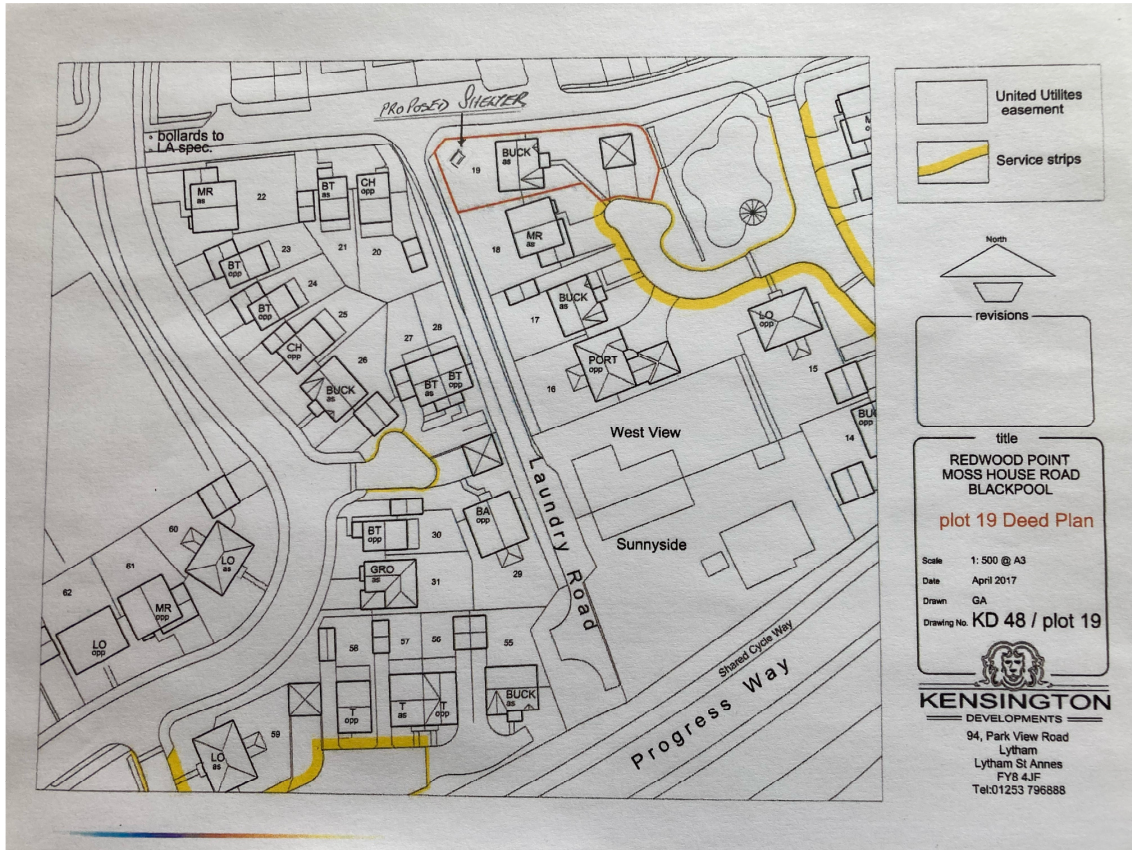 PROPOSED SHELTER
bollards to
LA spec.
MR
as
22
BT
as
CH
opp
21
20
23
BT
opp
24
BT
opp
25
CH
opp
26
BUCK
as
27
28
BT
as
BT
opp
19
BUCK
as
18
MR
as
17
BUCK
as
16
PORT
opp
LO
opp
15
14
BUCK
opp
West View
Sunnyside
Laundry Road
BA
opp
BT
opp
30
29
GRO
as
31
60
LO
as
61
MR
opp
62
LO
opp
58
57
56
55
T
opp
T
as
T
opp
BUCK
as
59
LO
as
Shared Cycle Way
Progress Way
United Utilites
easement
Service strips
North
revisions
title
REDWOOD POINT
MOSS HOUSE ROAD
BLACKPOOL
plot 19 Deed Plan
Scale 1: 500 @ A3
Date April 2017
Drawn GA
Drawing No. KD 48 / plot 19
KENSINGTON
DEVELOPMENTS
94, Park View Road
Lytham
Lytham St Annes
FY8 4JF
Tel:01253 796888